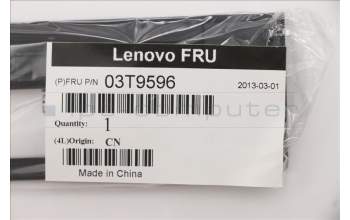 Lenovo FRU
(P)FRU P/N 03T9596 2013-03-01
Quantity: 1
(4L)Origin: CN
Made in China